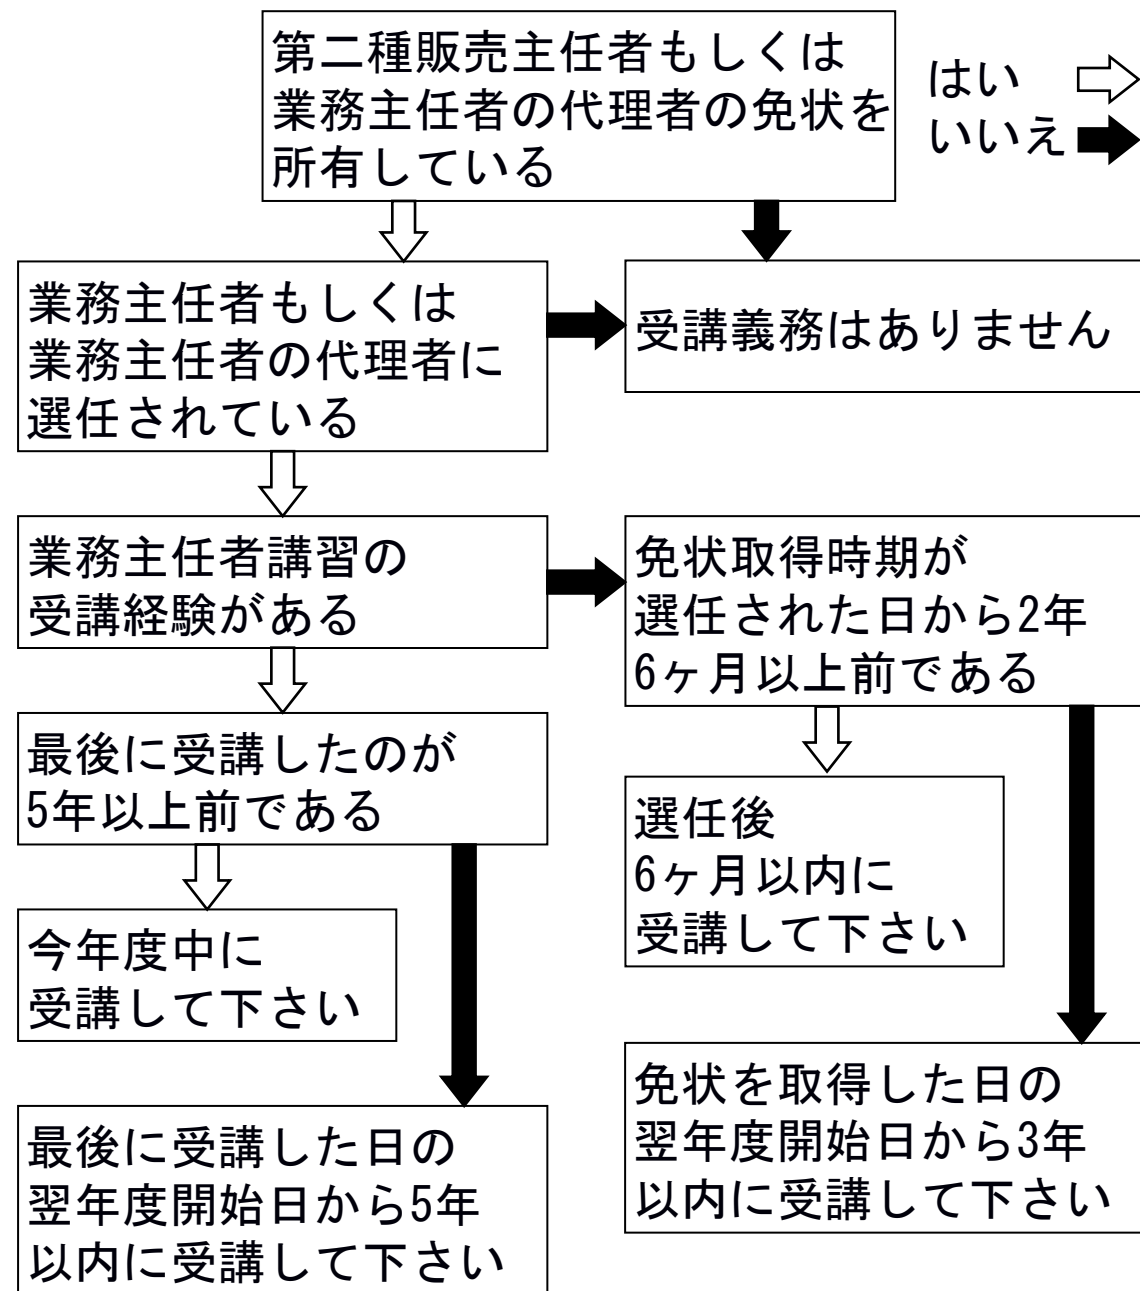 第二種販売主任者もしくは
業務主任者の代理者の免状を
所有している
はい
いいえ
業務主任者もしくは
業務主任者の代理者に
選任されている
受講義務はありません
業務主任者講習の
受講経験がある
免状取得時期が
選任された日から2年
6ヶ月以上前である
最後に受講したのが
5年以上前である
選任後
6ヶ月以内に
受講して下さい
今年度中に
受講して下さい
免状を取得した日の
翌年度開始日から3年
以内に受講して下さい
最後に受講した日の
翌年度開始日から5年
以内に受講して下さい